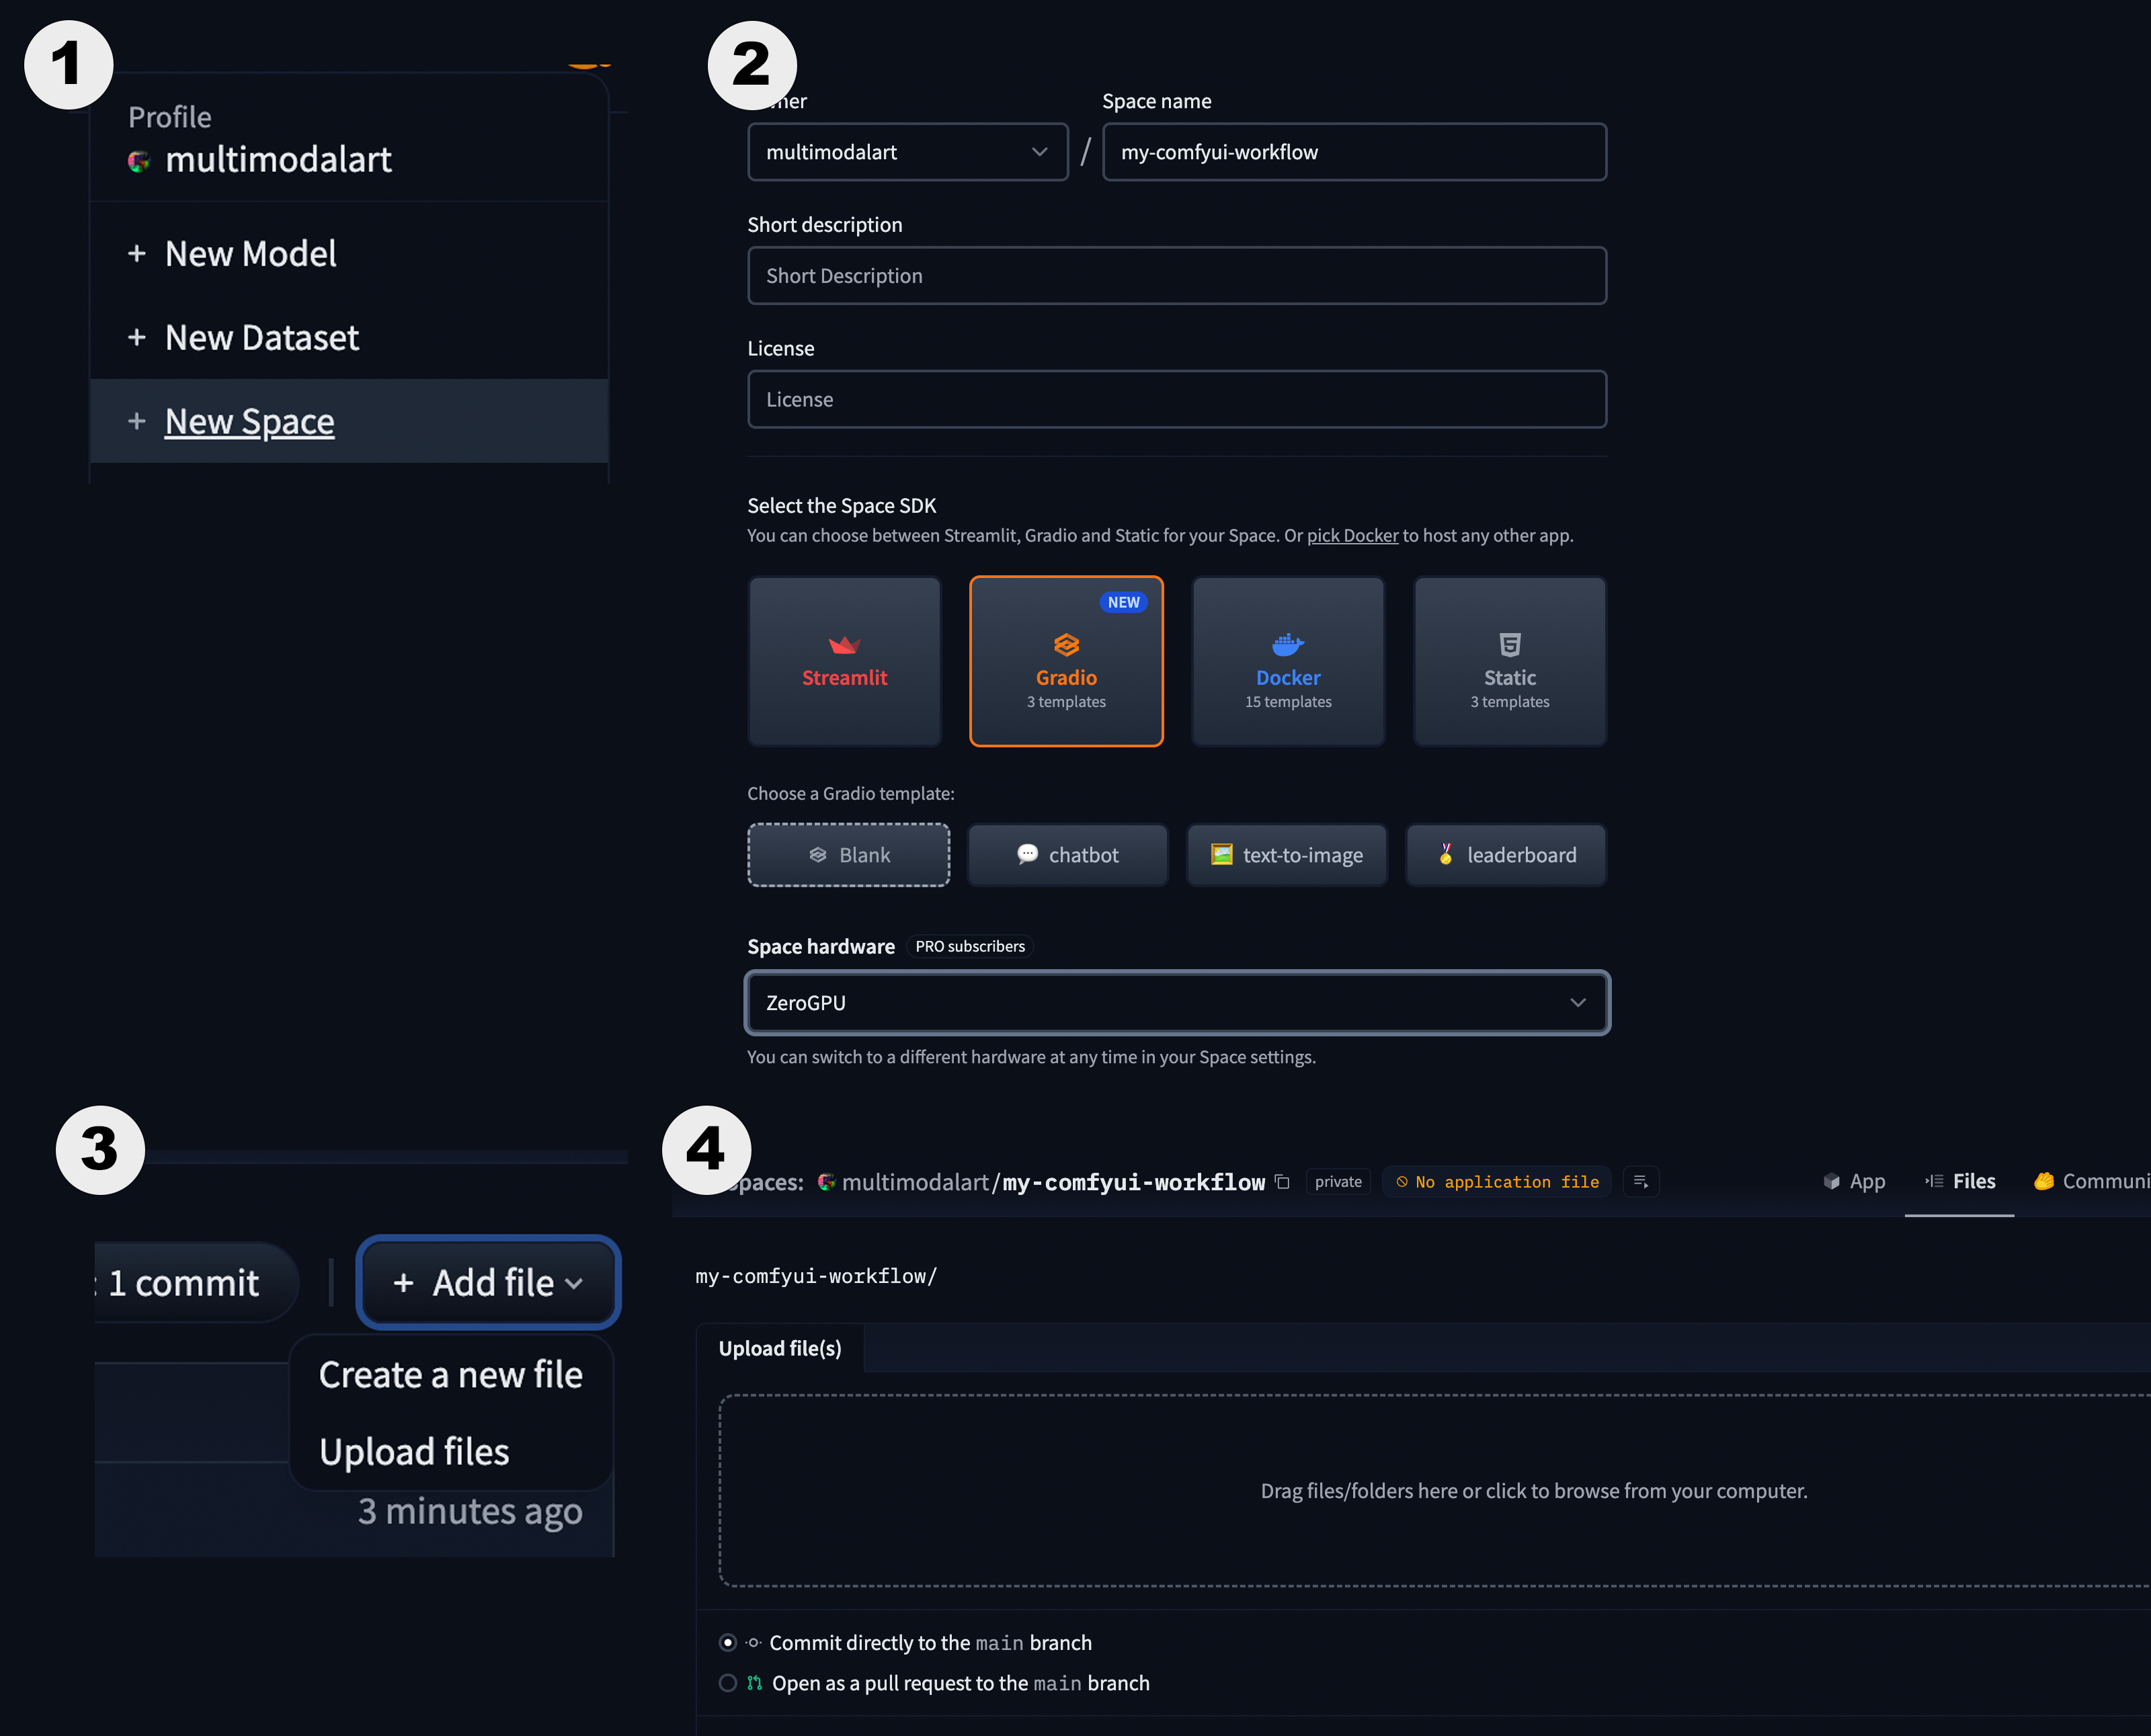 1
Profile
multimodalart
+ New Model
+ New Dataset
+ New Space
2
Space name
multimodalart / my-comfyui-workflow
Short description
Short Description
License
License
Select the Space SDK
You can choose between Streamlit, Gradio and Static for your Space. Or pick Docker to host any other app.
Streamlit
NEW
Gradio
3 templates
Docker
15 templates
Static
3 templates
Choose a Gradio template:
Blank
chatbot
text-to-image
leaderboard
Space hardware PRO subscribers
ZeroGPU
You can switch to a different hardware at any time in your Space settings.
3
: 1 commit
+ Add file
Create a new file
Upload files
3 minutes ago
4
paces: multimodalart/my-comfyui-workflow private No application file App Files Communi
my-comfyui-workflow/
Upload file(s)
Drag files/folders here or click to browse from your computer.
Commit directly to the main branch
Open as a pull request to the main branch